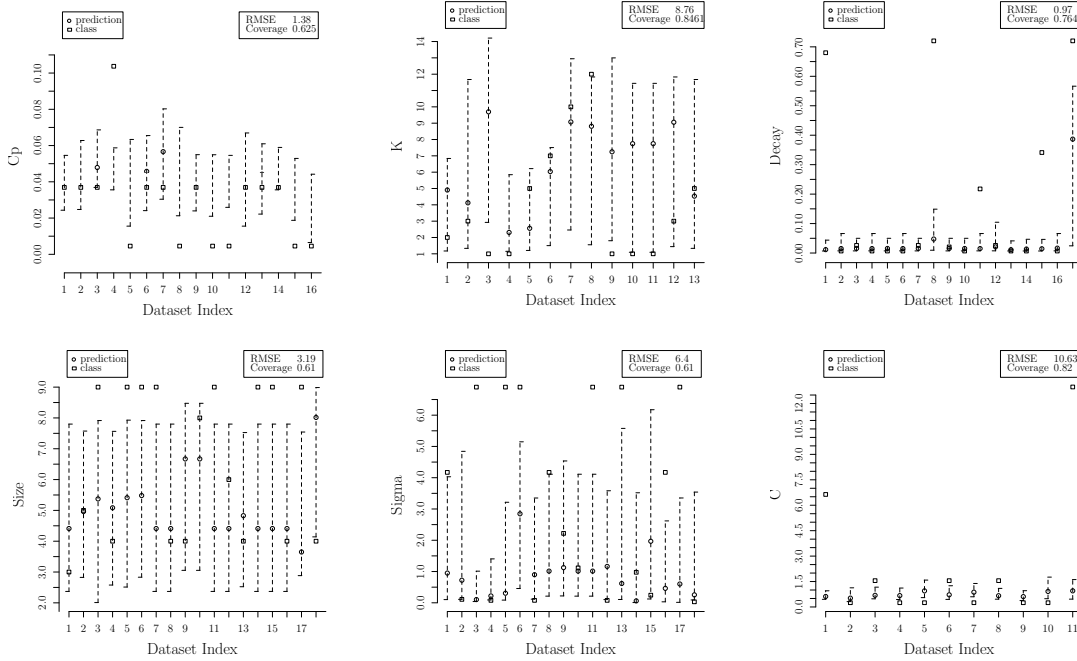 prediction
class
RMSE 1.38
Coverage 0.625
Cp
0.00 0.02 0.04 0.06 0.08 0.10
1 2 3 4 5 6 7 8 9 10 12 14 16
Dataset Index
prediction
class
RMSE 8.76
Coverage 0.8461
K
1 2 3 4 5 6 7 8 9 10 12 14
1 2 3 4 5 6 7 8 9 10 11 12 13
Dataset Index
prediction
class
RMSE 0.97
Coverage 0.764
Decay
0.00 0.10 0.20 0.30 0.40 0.50 0.60 0.70
1 2 3 4 5 6 7 8 9 10 12 14 16
Dataset Index
prediction
class
RMSE 3.19
Coverage 0.61
Size
2.0 3.0 4.0 5.0 6.0 7.0 8.0 9.0
1 2 3 4 5 6 7 8 9 11 13 15 17
Dataset Index
prediction
class
RMSE 6.4
Coverage 0.61
Sigma
0.0 1.0 2.0 3.0 4.0 5.0 6.0
1 2 3 4 5 6 7 8 9 11 13 15 17
Dataset Index
prediction
class
RMSE 10.63
Coverage 0.82
C
0.0 1.5 3.0 4.5 6.0 7.5 9.0 10.5 12.0
1 2 3 4 5 6 7 8 9 10 11
Dataset Index